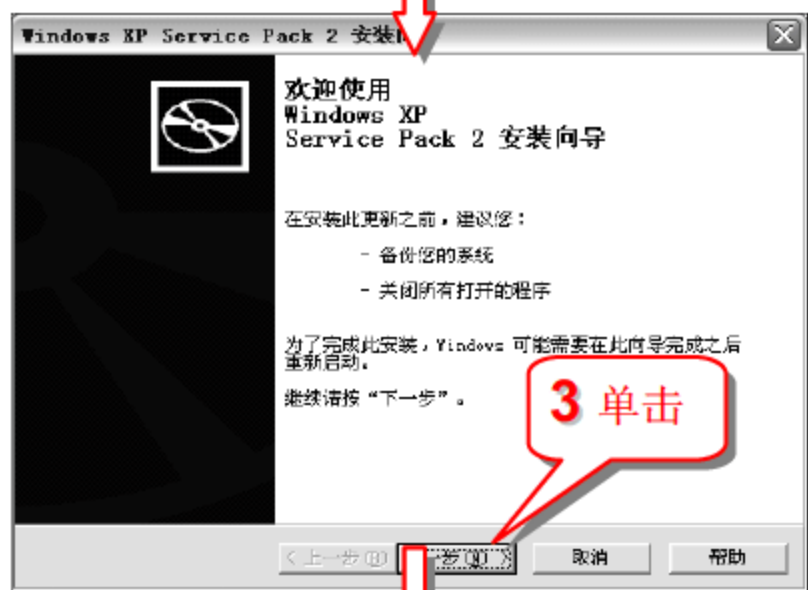 Windows XP Service Pack 2 安装
欢迎使用
Windows XP
Service Pack 2 安装向导
在安装此更新之前，建议您：
- 备份您的系统
- 关闭所有打开的程序
为了完成此安装，Windows 可能需要在此向导完成之后
重新启动。
继续请按“下一步”。
3 单击
<上一步(B) 一步(N) > 取消 帮助